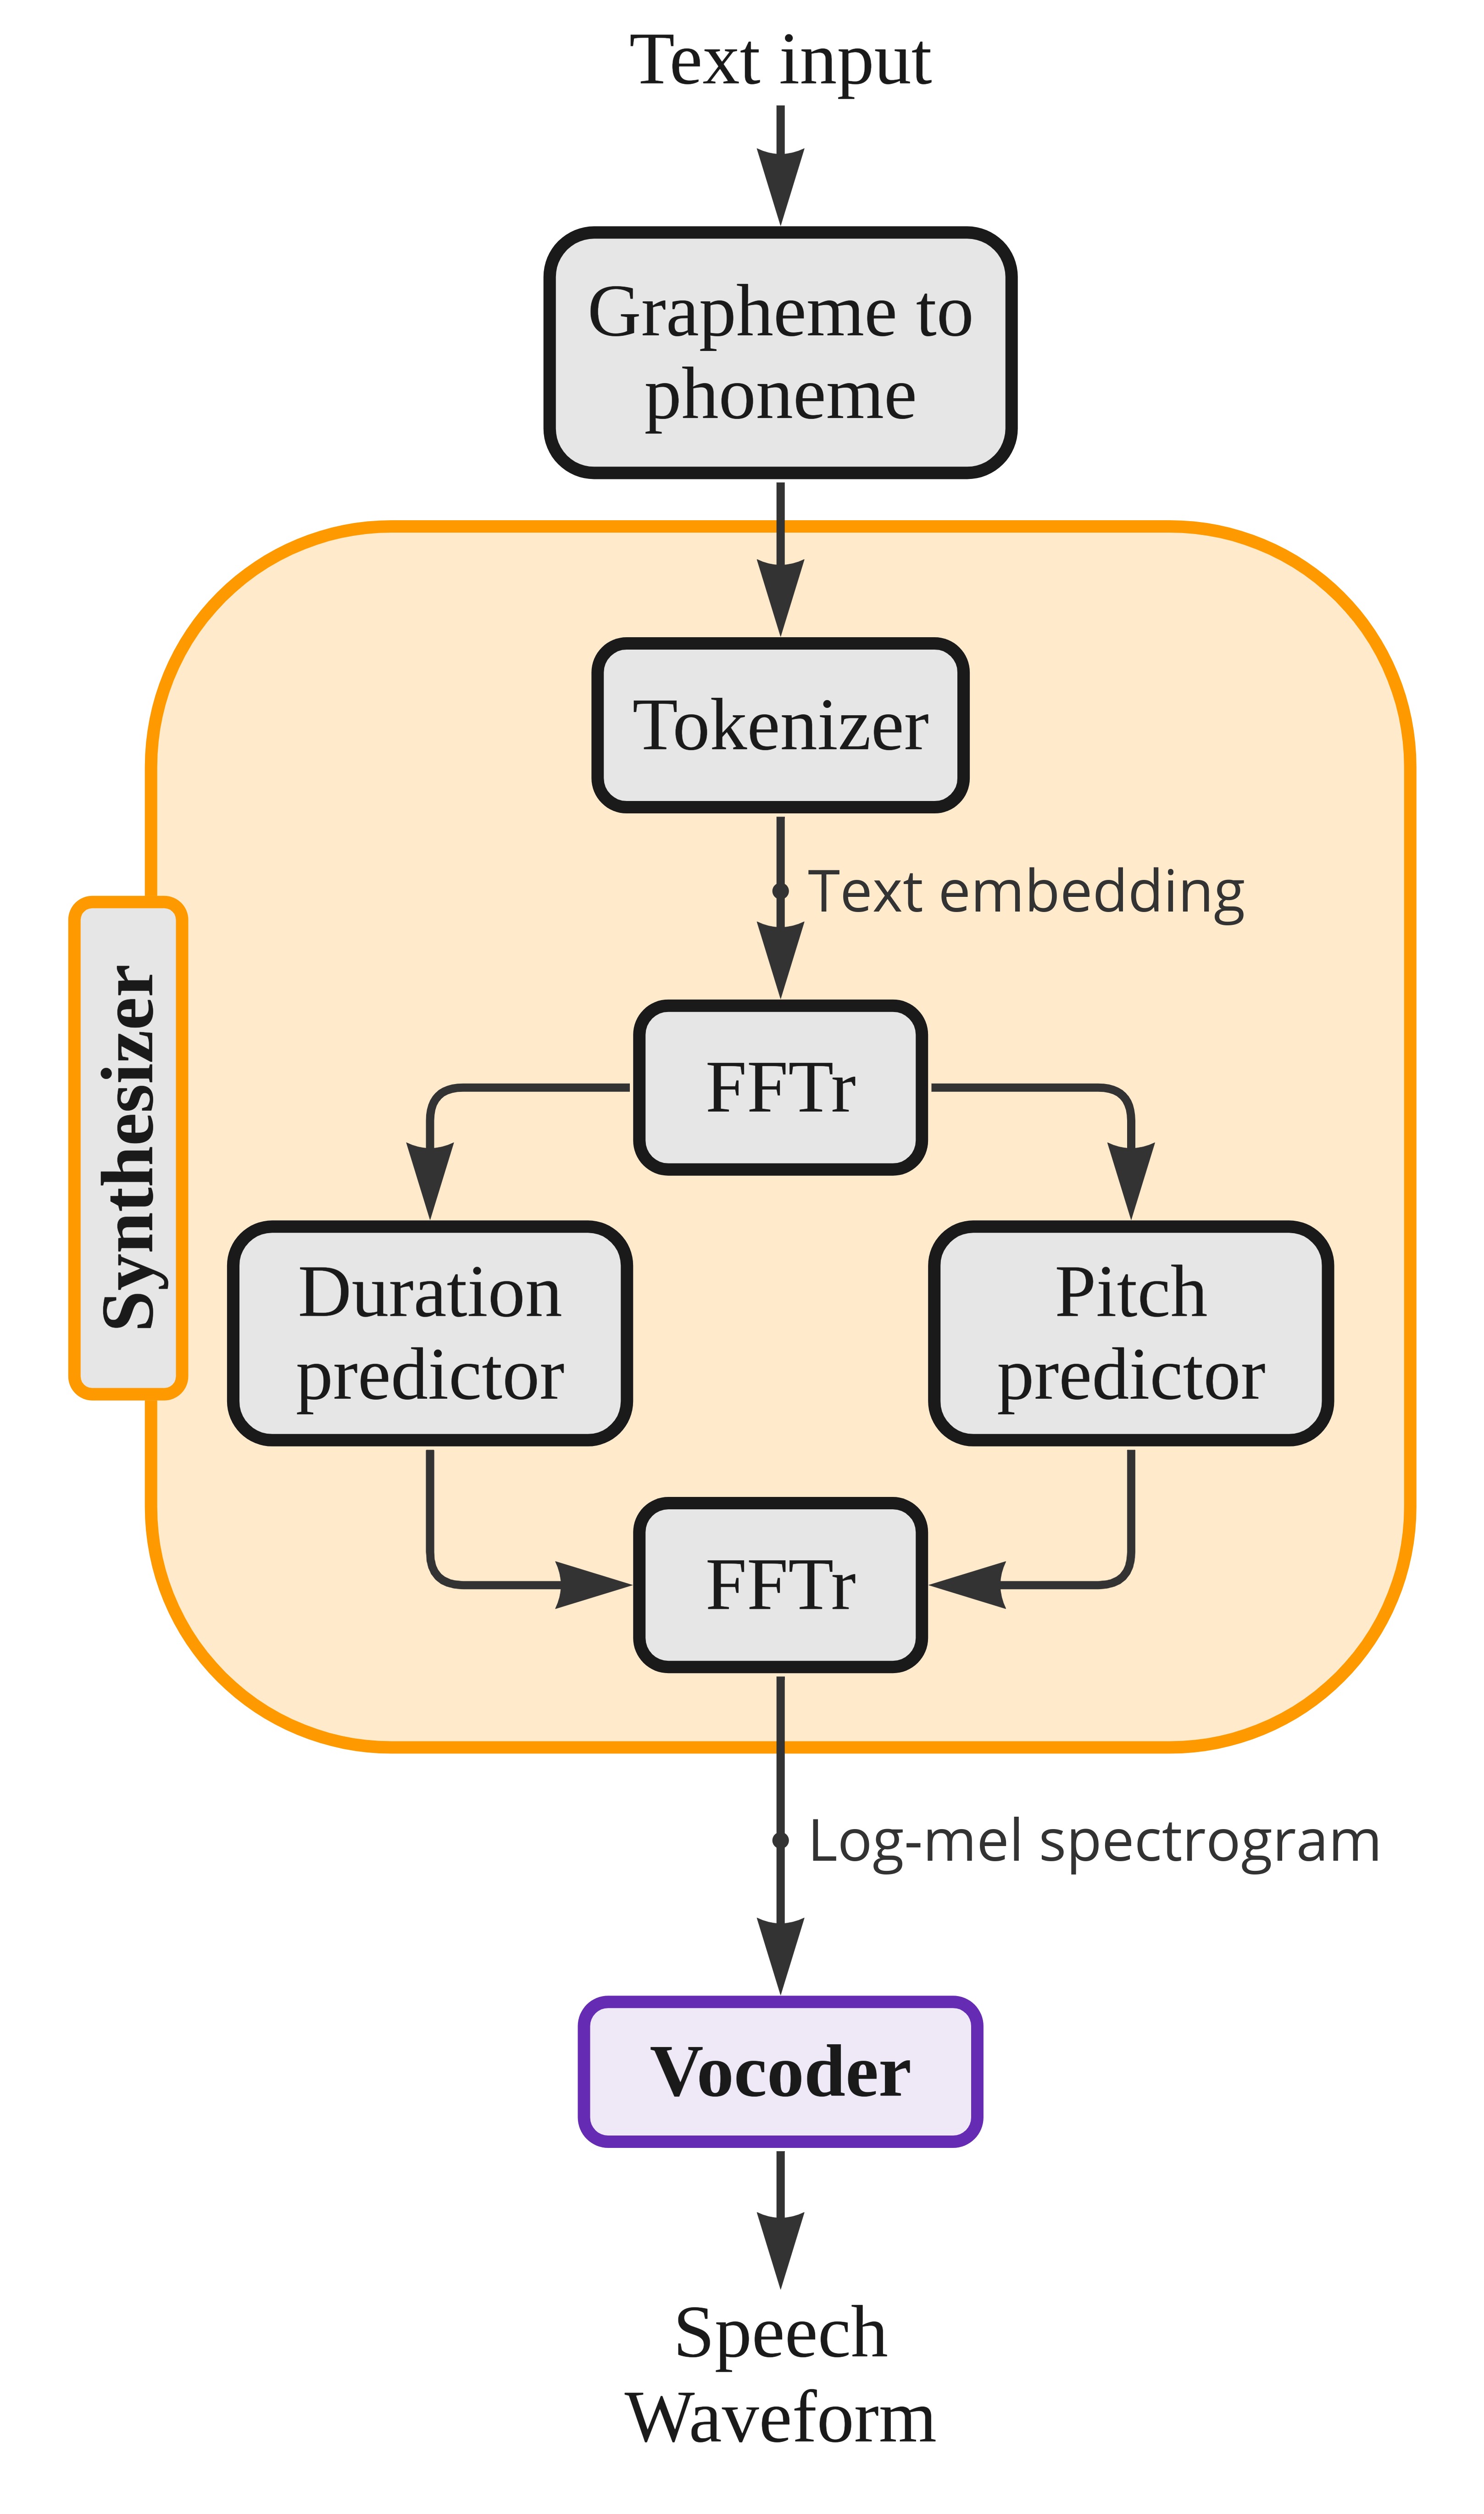 Text input
Grapheme to
phoneme
Tokenizer
Text embedding
FFTr
Synthesizer
Duration
predictor
Pitch
predictor
FFTr
Log-mel spectrogram
Vocoder
Speech
Waveform